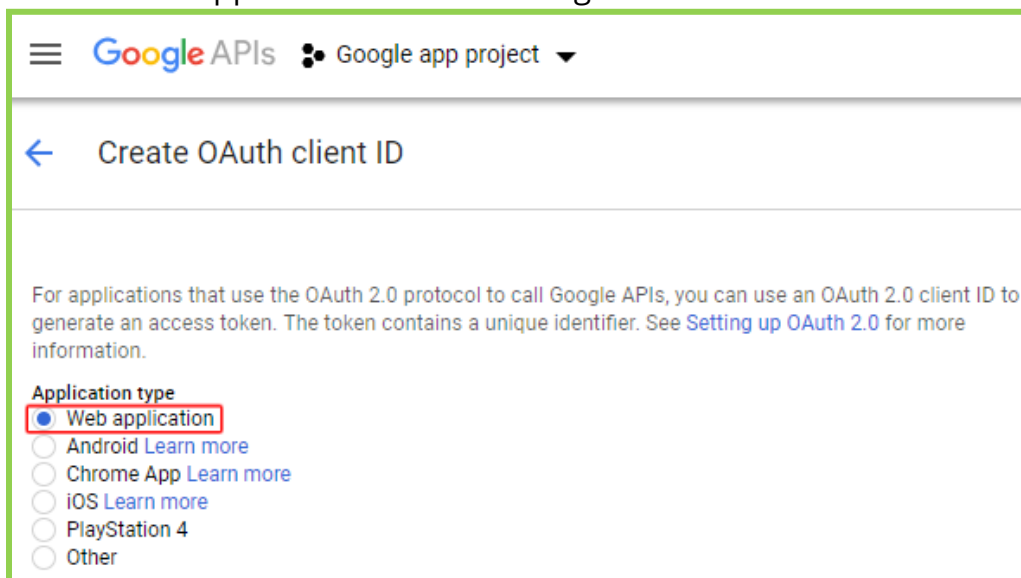 Google APIs Google app project
Create OAuth client ID
For applications that use the OAuth 2.0 protocol to call Google APIs, you can use an OAuth 2.0 client ID to
generate an access token. The token contains a unique identifier. See Setting up OAuth 2.0 for more
information.
Application type
Web application
Android Learn more
Chrome App Learn more
iOS Learn more
PlayStation 4
Other